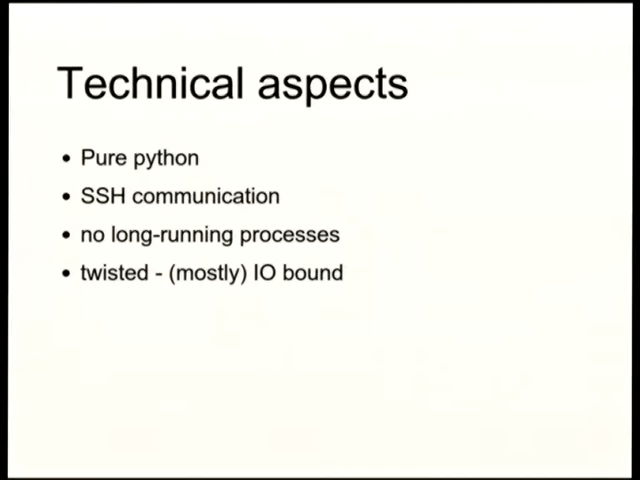 Technical aspects
• Pure python
• SSH communication
• no long-running processes
• twisted - (mostly) IO bound